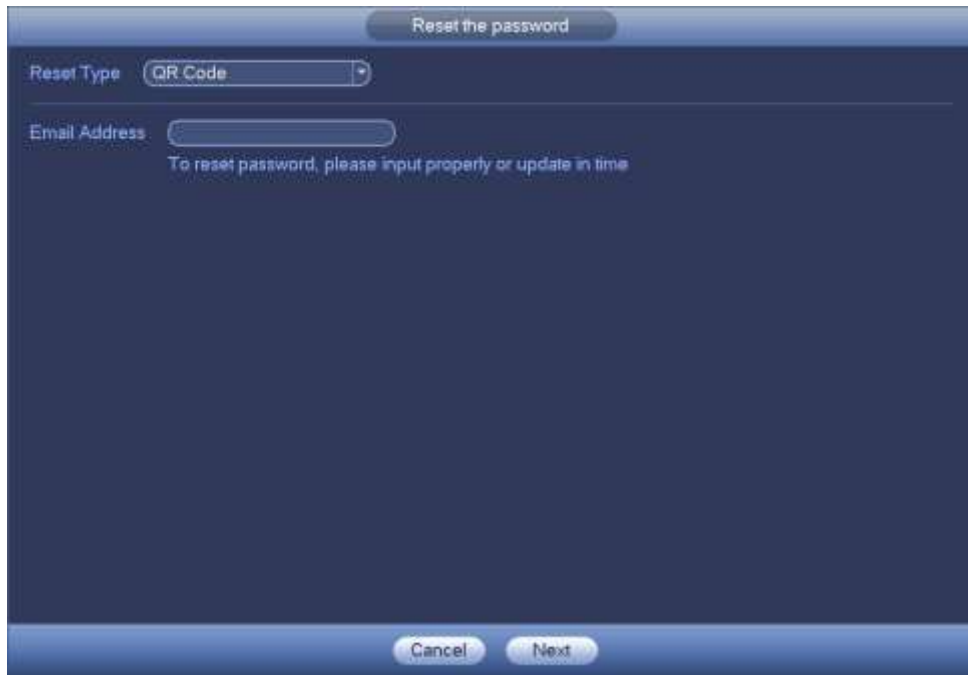 Reset the password
Reset Type QR Code
Email Address
To reset password, please input properly or update in time
Cancel Next